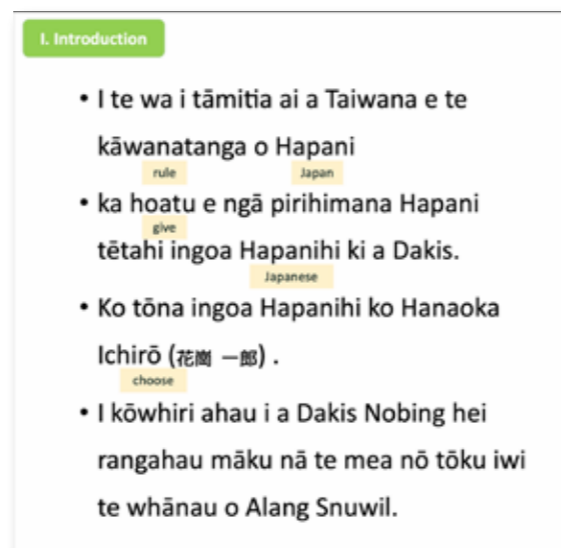 I. Introduction
• I te wa i tāmitia ai a Taiwana e te
kāwanatanga o Hapani
rule Japan
• ka hoatu e ngā pirihimana Hapani
give
tētahi ingoa Hapanihi ki a Dakis.
Japanese
• Ko tōna ingoa Hapanihi ko Hanaoka
Ichirō (花崗 一郎) .
choose
• I kōwhiri ahau i a Dakis Nobing hei
rangahau māku nā te mea nō tōku iwi
te whānau o Alang Snuwil.